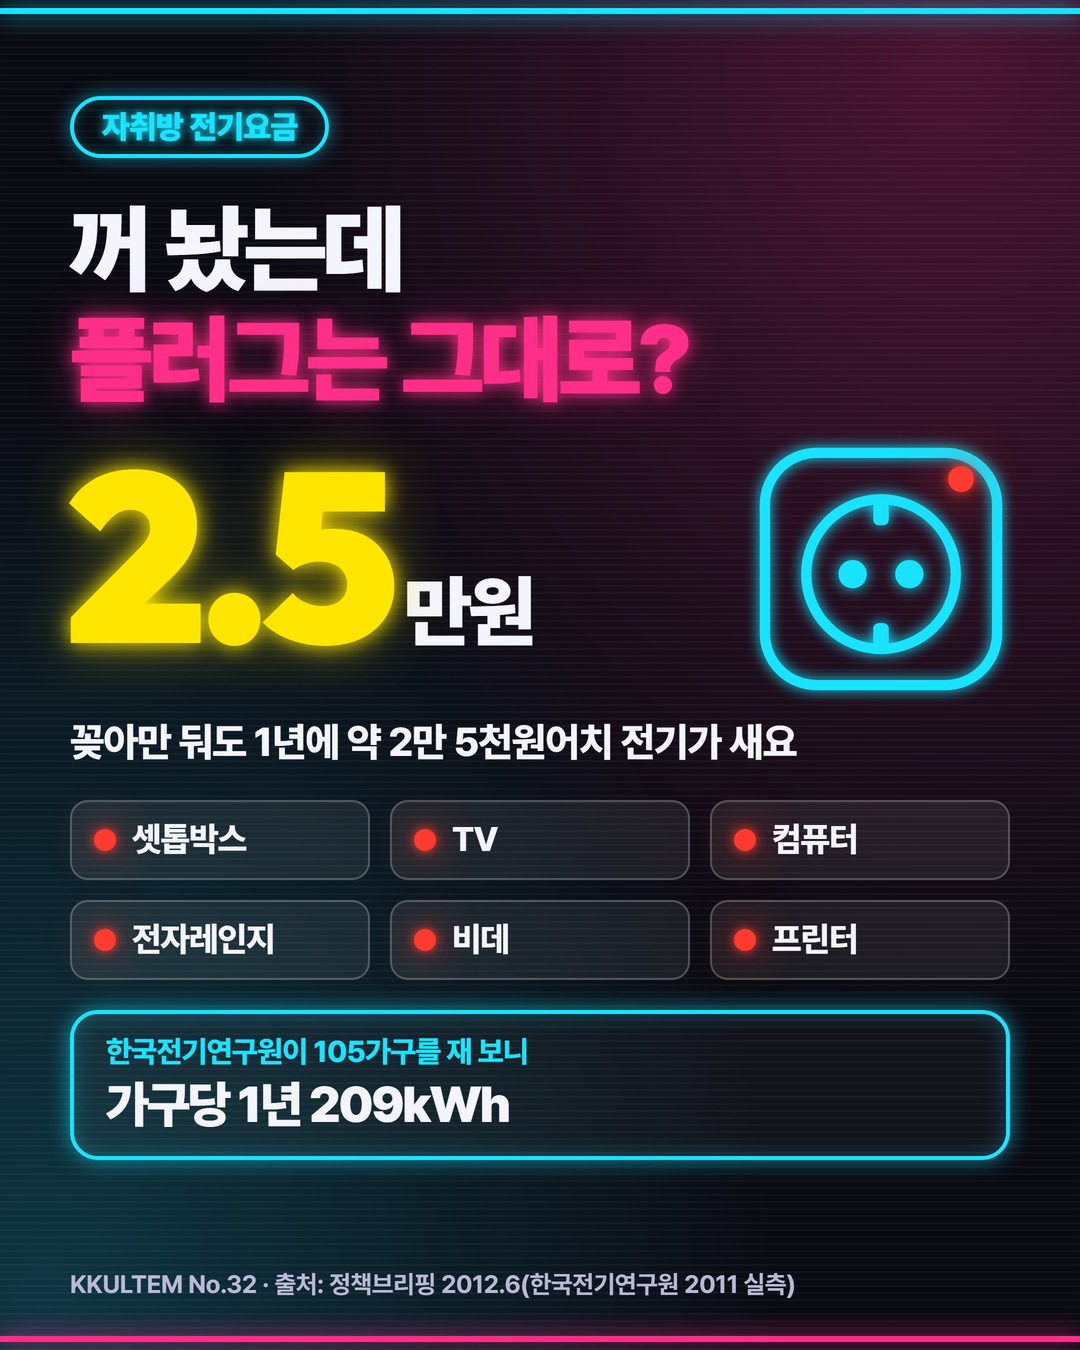 자취방 전기요금
꺼 놨는데
플러그는 그대로?
2.5만원
꽂아만 둬도 1년에 약 2만 5천원어치 전기가 새요
셋톱박스
TV
컴퓨터
전자레인지
비데
프린터
한국전기연구원이 105가구를 재 보니
가구당 1년 209kWh
KKULTEM No.32 · 출처: 정책브리핑 2012.6(한국전기연구원 2011 실측)